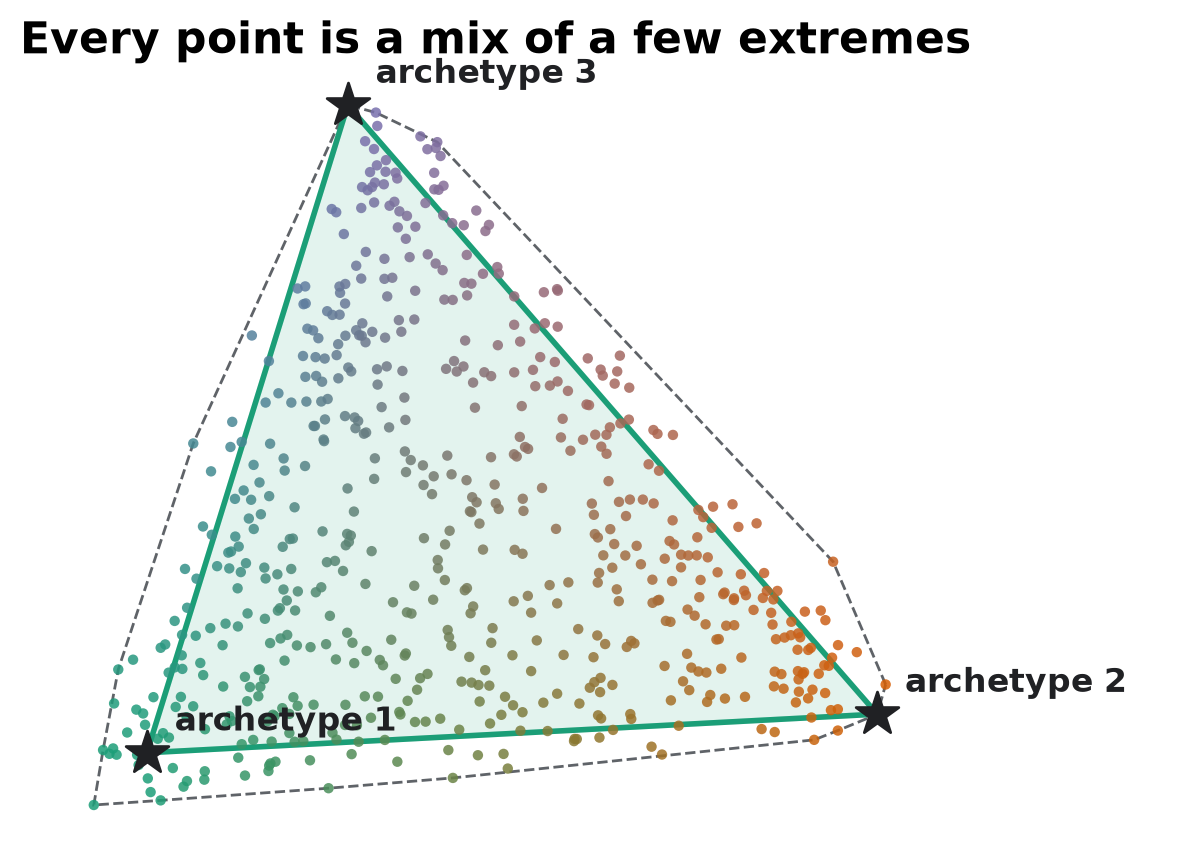 Every point is a mix of a few extremes
archetype 3
archetype 2
archetype 1